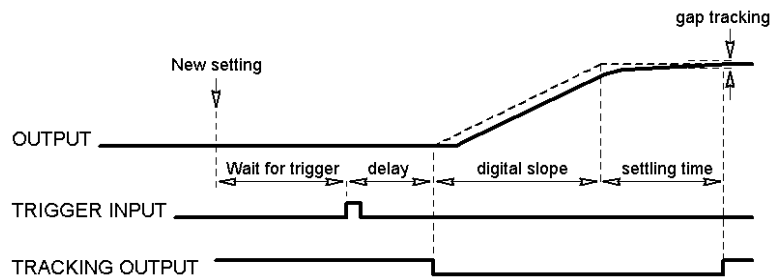 gap tracking
New setting
OUTPUT
Wait for trigger
delay
digital slope
settling time
TRIGGER INPUT
TRACKING OUTPUT